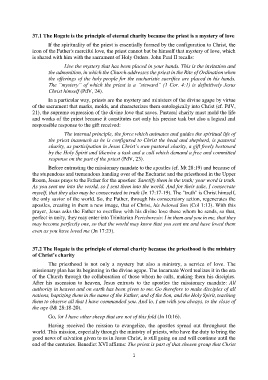 37.1 The Rogate is the principle of eternal charity because the priest is a mystery of love
If the spirituality of the priest is essentially formed by the configuration to Christ, the
icon of the Father's merciful love, the priest cannot but be himself that mystery of love, which
is shared with him with the sacrament of Holy Orders. John Paul II recalls:
Like the mystery that has been placed in your hands. This is the invitation and
the admonition, in which the Church addresses the priest in the Rite of Ordination when
the offerings of the holy people for the eucharistic sacrifice are placed in his hands.
The "mystery" of which the priest is a "steward" (1 Cor. 4:1) is definitively Jesus
Christ himself (PdV, 24).
In a particular way, priests are the mystery and minister of the divine agape by virtue
of the sacrament that marks, molds, and characterizes them ontologically into Christ (cf. PdV,
21), the supreme expression of the divine love that saves. Pastoral charity must mold the life
and works of the priest because it constitutes not only his precise task but also a logical and
responsible response to the gift received:
The internal principle, the force which animates and guides the spiritual life of
the priest inasmuch as he is configured to Christ the head and shepherd, is pastoral
charity, as participation in Jesus Christ's own pastoral charity, a gift freely bestowed
by the Holy Spirit and likewise a task and a call which demand a free and committed
response on the part of the priest (PdV, 23).
Before entrusting the missionary mandate to the apostles (cf. Mt 28:19) and because of
the stupendous and tremendous handing over of the Eucharist and the priesthood in the Upper
Room, Jesus prays to the Father for the apostles: Sanctify them in the truth; your word is truth.
As you sent me into the world, so I sent them into the world. And for their sake, I consecrate
myself, that they also may be consecrated in truth (Jn 17:17-19). The "truth" is Christ himself,
the only savior of the world. So, the Father, through his consecratory action, regenerates the
apostles, creating in them a new image, that of Christ, his beloved Son (Col 1:13). With this
prayer, Jesus asks the Father to overflow with his divine love those whom he sends, so that,
perfect in unity, they may enter into Trinitarian Perichoresis: I in them and you in me, that they
may become perfectly one, so that the world may know that you sent me and have loved them
even as you have loved me (Jn 17:23).
37.2 The Rogate is the principle of eternal charity because the priesthood is the ministry
of Christ's charity
The priesthood is not only a mystery but also a ministry, a service of love. The
missionary plan has its beginning in the divine agape. The Incarnate Word realizes it in the era
of the Church through the collaboration of those whom he calls, making them his disciples.
After his ascension to heaven, Jesus entrusts to the apostles the missionary mandate: All
authority in heaven and on earth has been given to me. Go therefore to make disciples of all
nations, baptizing them in the name of the Father, and of the Son, and the Holy Spirit, teaching
them to observe all that I have commanded you. And lo, I am with you always, to the close of
the age (Mt 28:18-20).
Go, for I have other sheep that are not of this fold (Jn 10:16).
Having received the mission to evangelize, the apostles spread out throughout the
world. This mission, especially through the ministry of priests, who have the duty to bring the
good news of salvation given to us in Jesus Christ, is still going on and will continue until the
end of the centuries. Benedict XVI affirms: The priest is part of that chosen group that Christ